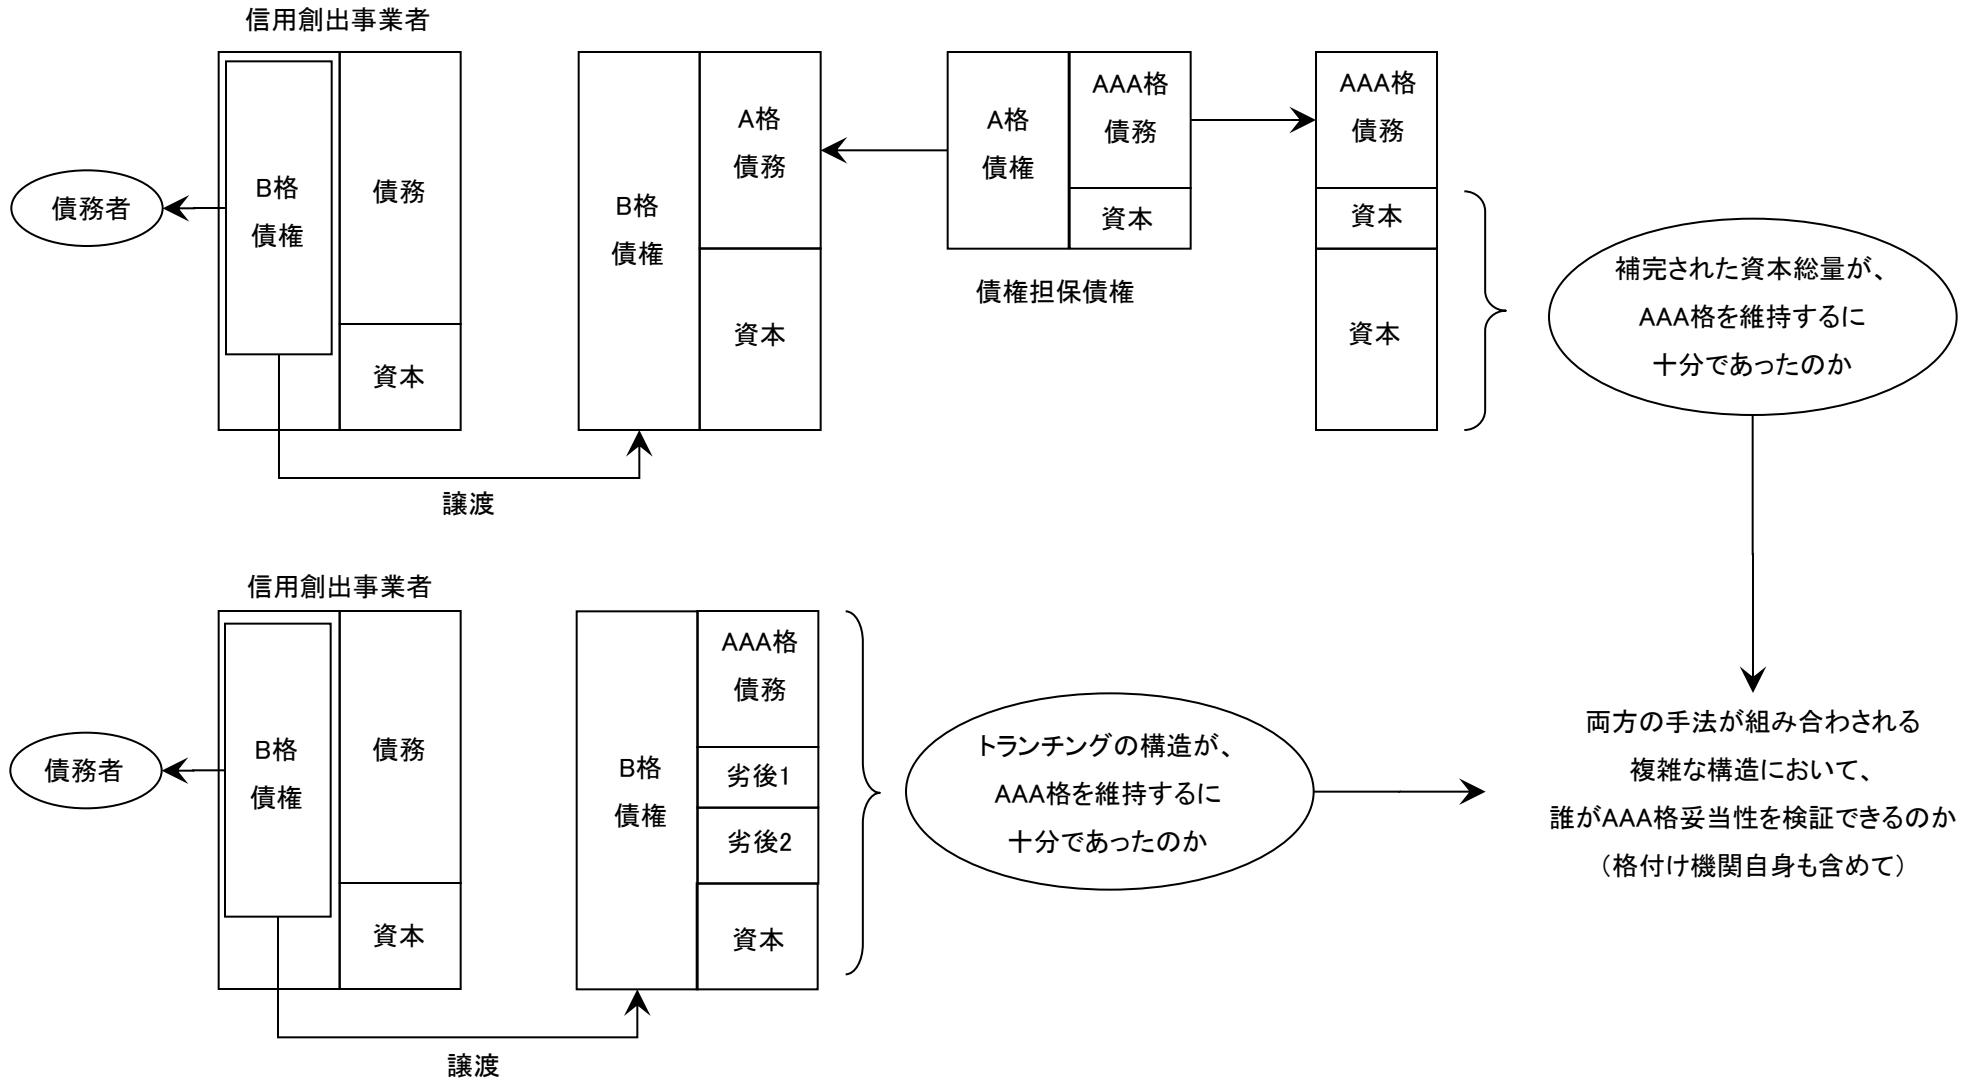 信用創出事業者
債務者
B格
債権
債務
資本
譲渡
B格
債権
A格
債務
資本
A格
債権
AAA格
債務
資本
債権担保債権
AAA格
債務
資本
資本
補完された資本総量が、
AAA格を維持するに
十分であったのか
信用創出事業者
債務者
B格
債権
債務
資本
譲渡
B格
債権
AAA格
債務
劣後1
劣後2
資本
トランチングの構造が、
AAA格を維持するに
十分であったのか
両方の手法が組み合わされる
複雑な構造において、
誰がAAA格妥当性を検証できるのか
（格付け機関自身も含めて）